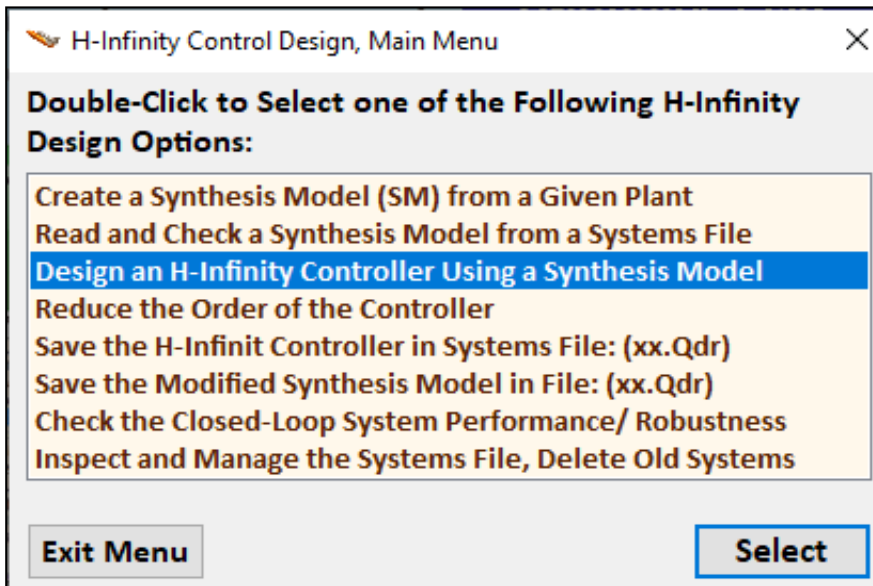 H-Infinity Control Design, Main Menu
Double-Click to Select one of the Following H-Infinity
Design Options:
Create a Synthesis Model (SM) from a Given Plant
Read and Check a Synthesis Model from a Systems File
Design an H-Infinity Controller Using a Synthesis Model
Reduce the Order of the Controller
Save the H-Infinit Controller in Systems File: (xx.Qdr)
Save the Modified Synthesis Model in File: (xx.Qdr)
Check the Closed-Loop System Performance/ Robustness
Inspect and Manage the Systems File, Delete Old Systems
Exit Menu
Select